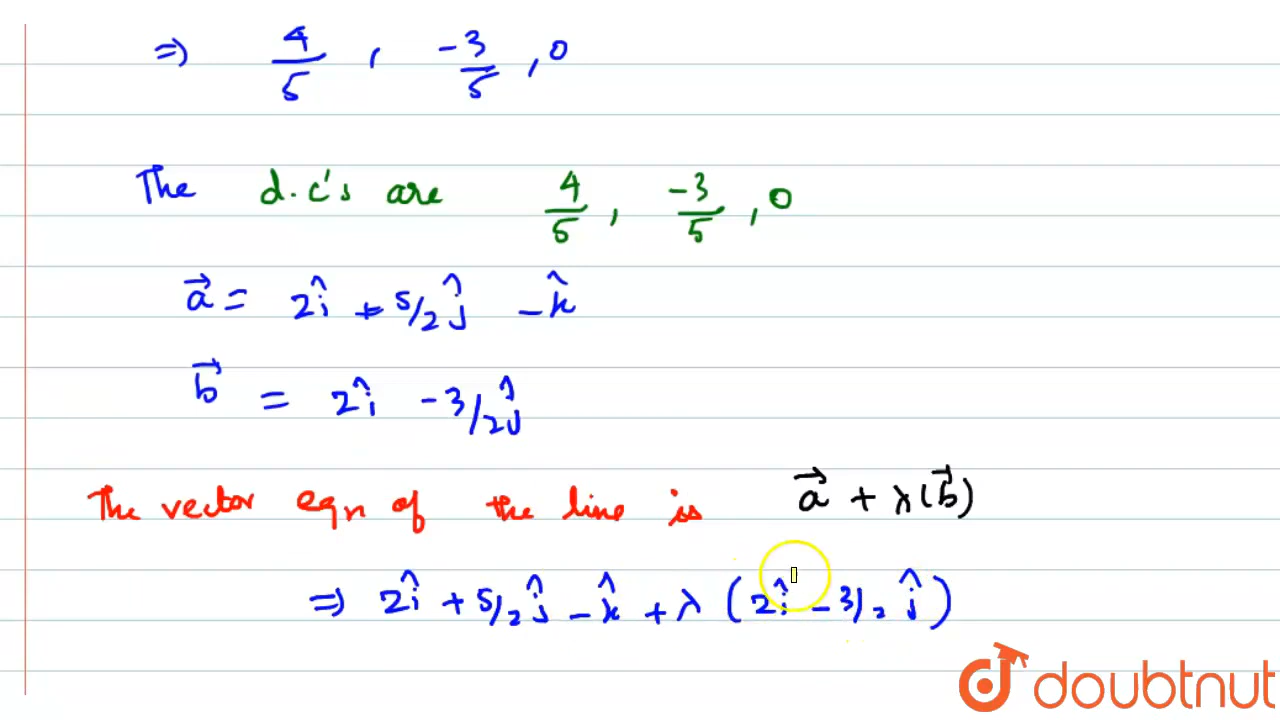 ⇒ 4/5 , -3/5 , 0
The d.c's are 4/5 , -3/5 , 0
a⃗ = 2î + 5/2 ĵ - k̂
b⃗ = 2î - 3/2 ĵ
The vector eqn of the line is a⃗ + λ(b⃗)
⇒ 2î + 5/2 ĵ - k̂ + λ (2î - 3/2 ĵ)
doubtnut